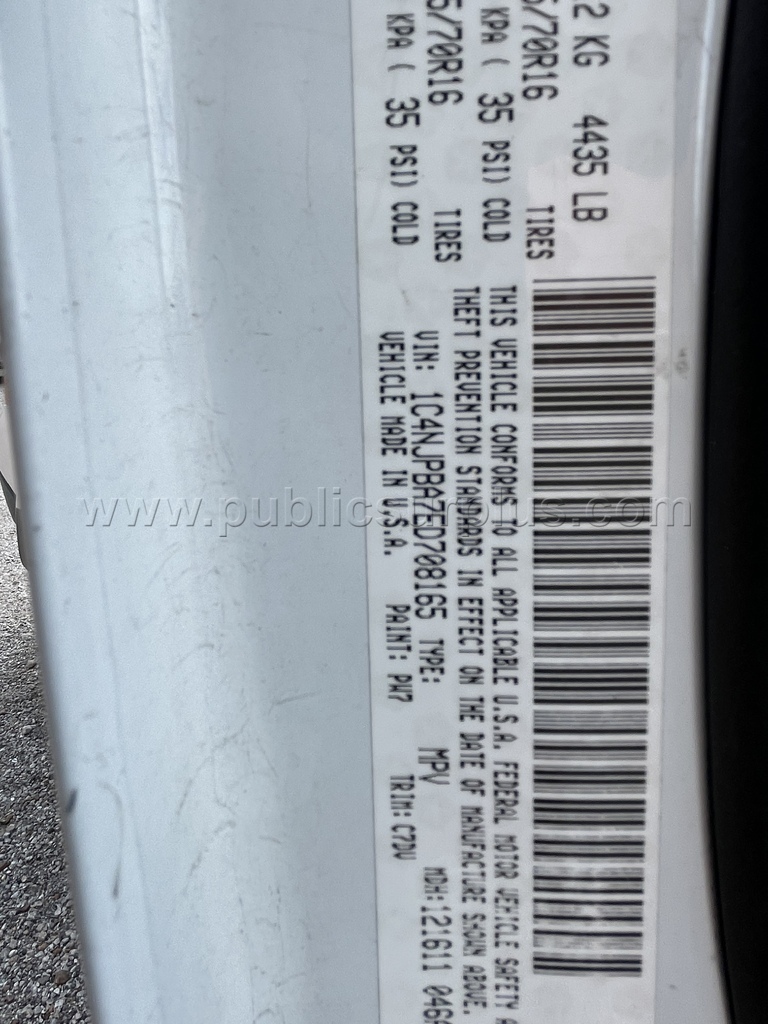 2 KG 4435 LB
5/70R16 TIRES
KPA ( 35 PSI) COLD
5/70R16 TIRES
KPA ( 35 PSI) COLD
THIS VEHICLE CONFORMS TO ALL APPLICABLE U.S.A. FEDERAL MOTOR VEHICLE SAFETY A
THEFT PREVENTION STANDARDS IN EFFECT ON THE DATE OF MANUFACTURE SHOWN ABOVE.
VIN: 1C4NJPBA7ED708165 TYPE: MPV MDH:121611 046
VEHICLE MADE IN U.S.A. PAINT: PW7 TRIM: C7DV
www.publicsurplus.com